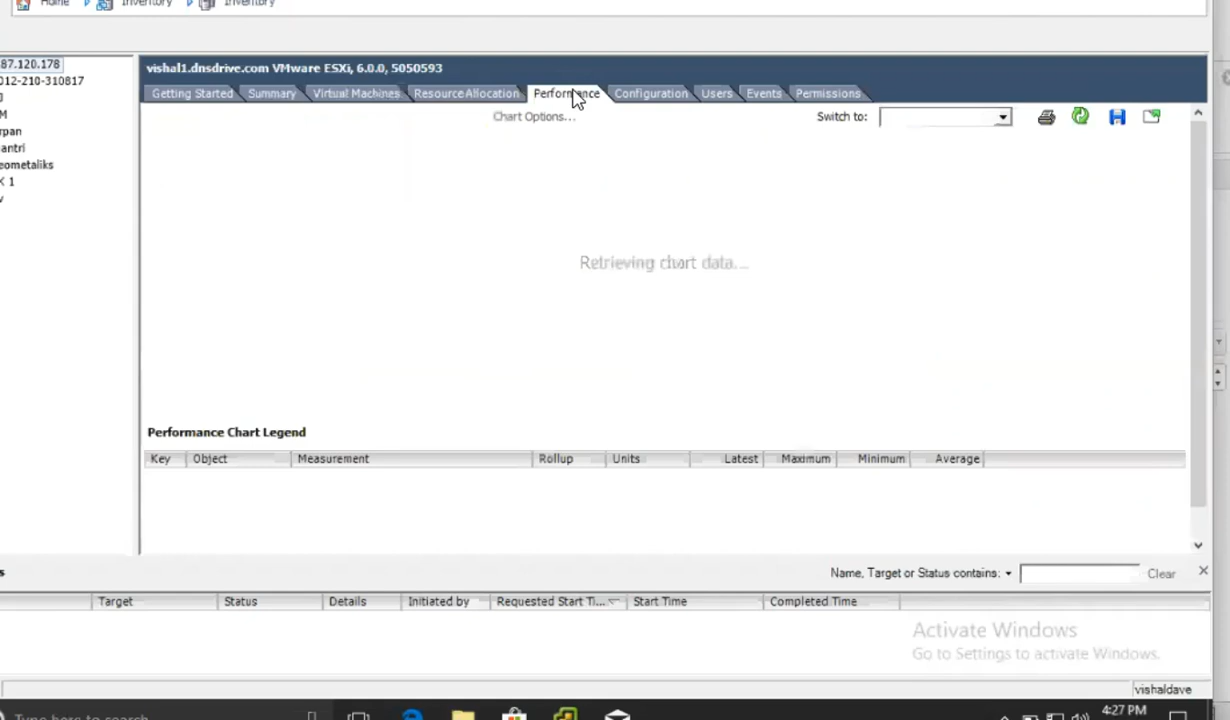 Home Inventory Inventory
87.120.178
012-210-310817
M
rpan
antri
eometaliks
X 1
vishal1.dnsdrive.com VMware ESXi, 6.0.0, 5050593
Getting Started Summary Virtual Machines Resource Allocation Performance Configuration Users Events Permissions
Chart Options... Switch to:
Retrieving chart data...
Performance Chart Legend
Key Object Measurement Rollup Units Latest Maximum Minimum Average
s Name, Target or Status contains: Clear
Target Status Details Initiated by Requested Start Ti... Start Time Completed Time
Activate Windows
Go to Settings to activate Windows.
vishaldave
Type here to search 4:27 PM